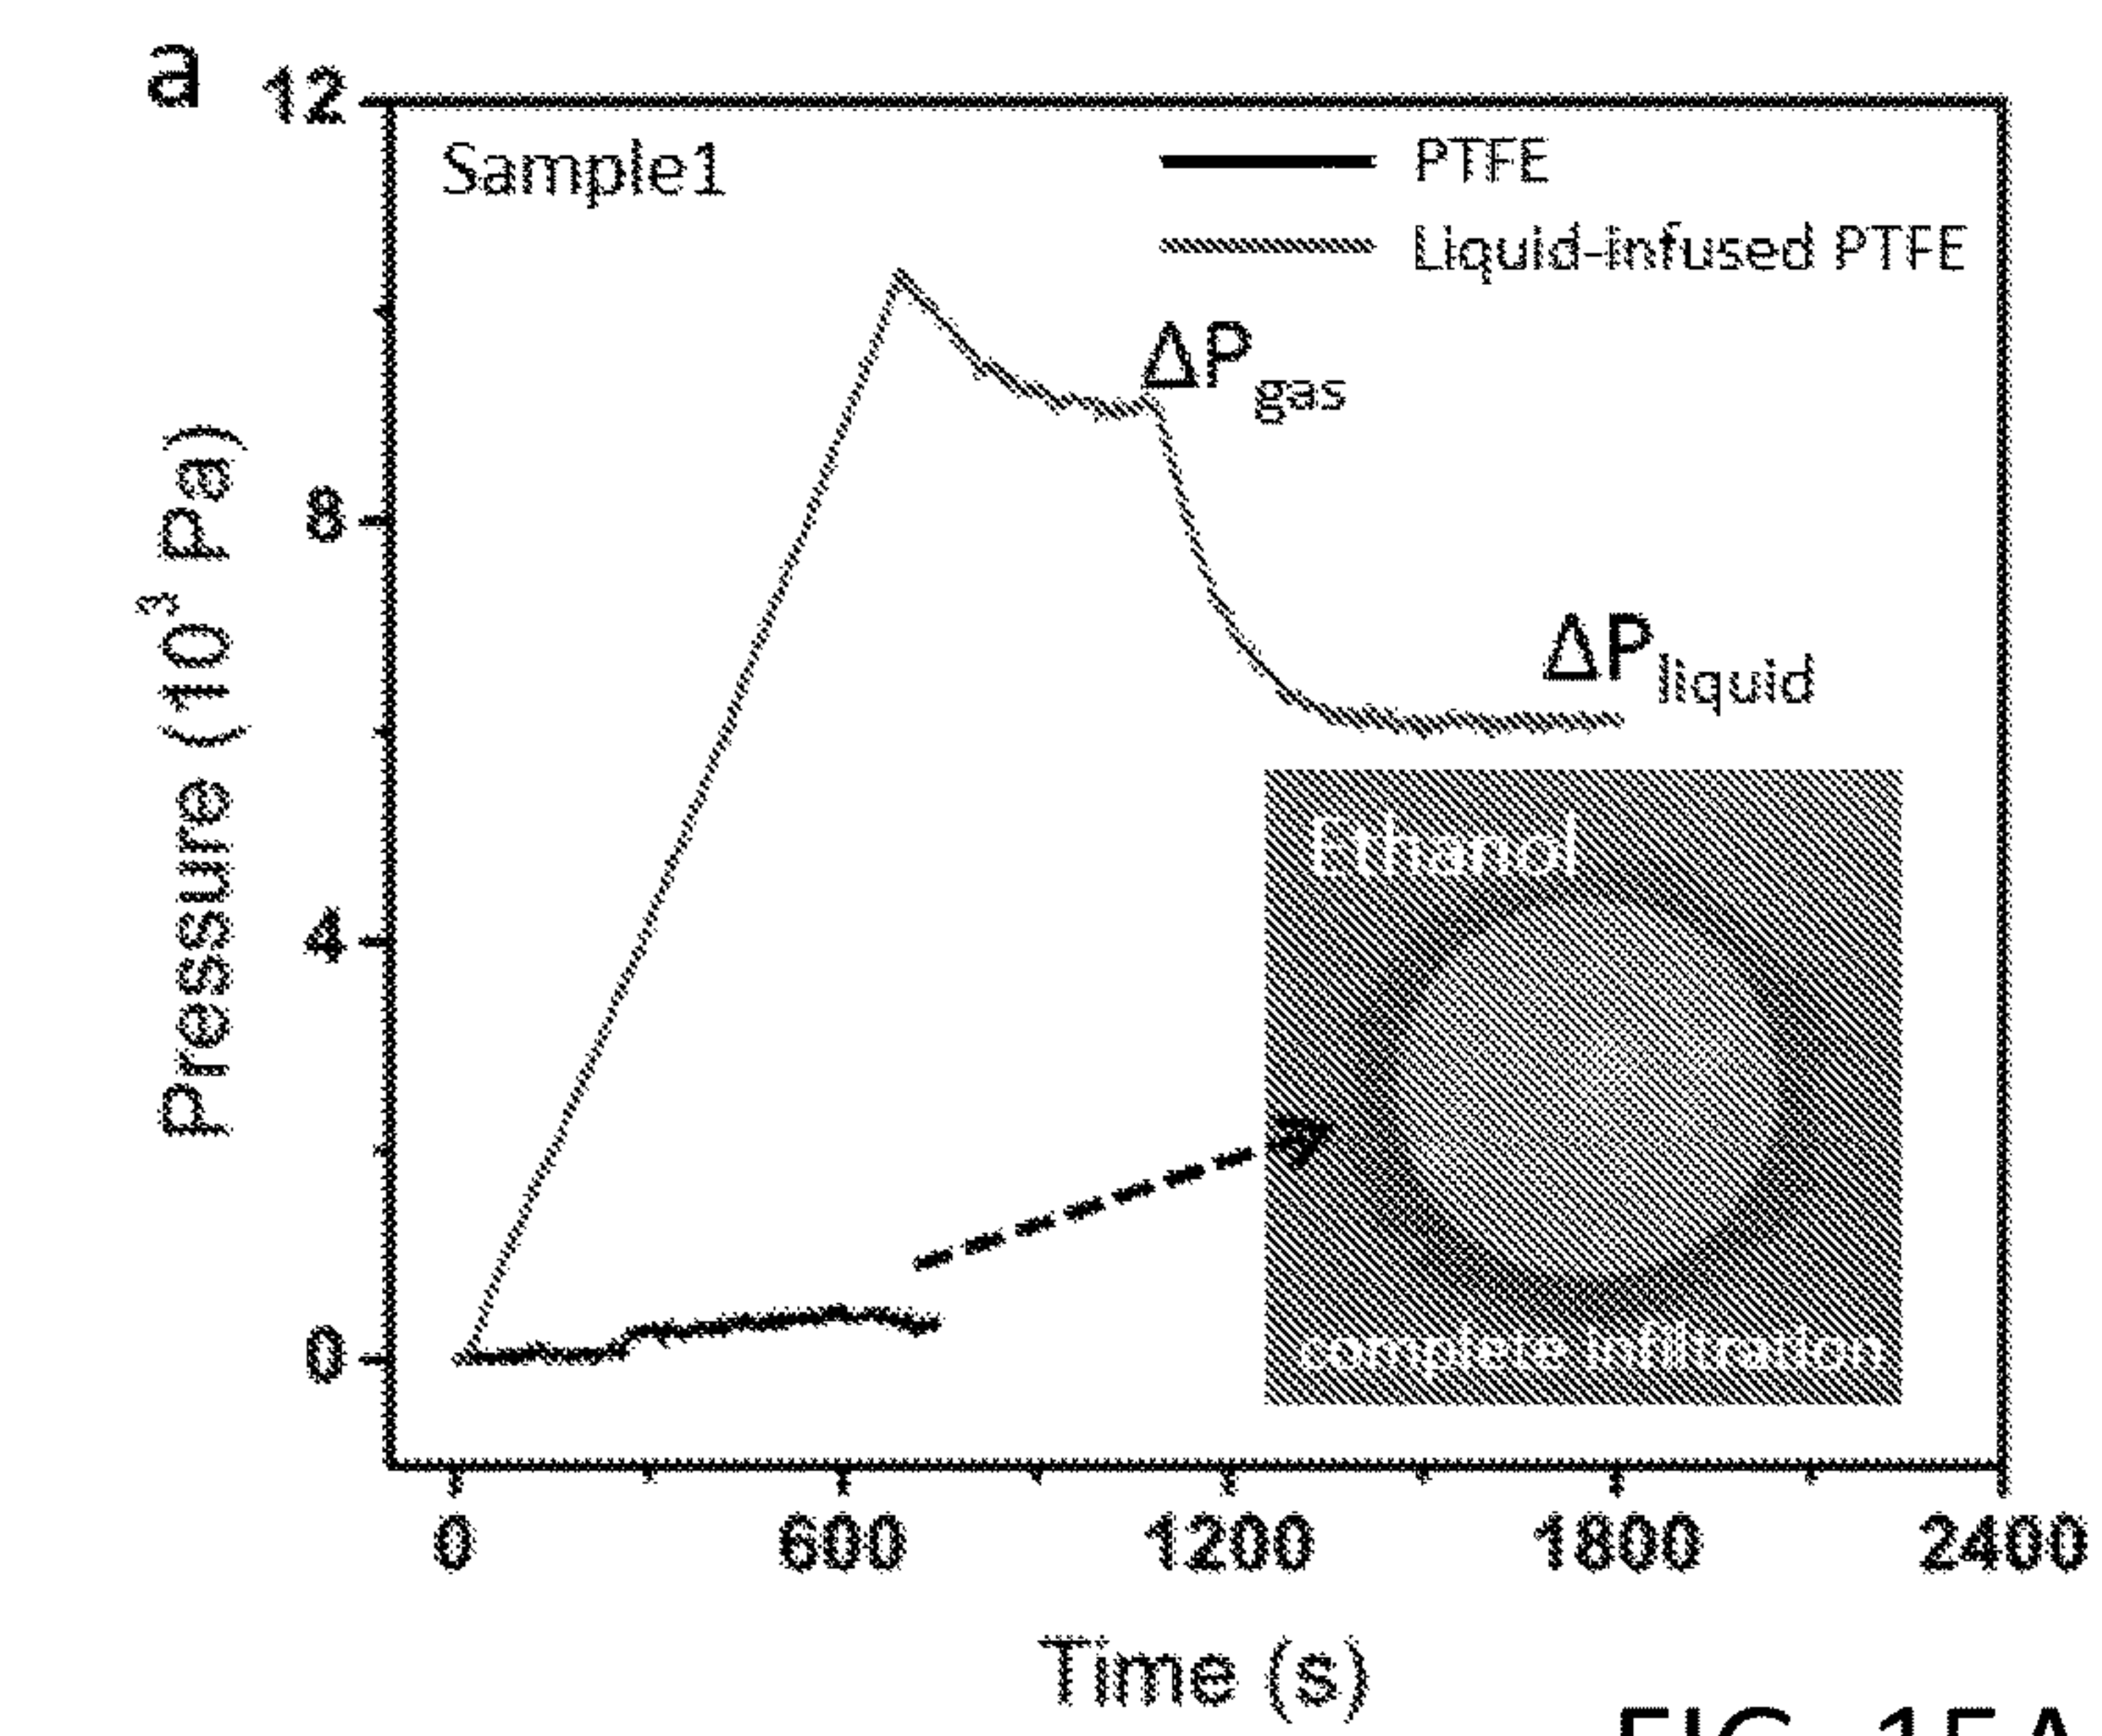 a
12
Sample1
PTFE
Liquid-infused PTFE
ΔPgas
8
ΔPliquid
Pressure (10³ Pa)
Ethanol
4
complete infiltration
0
0 600 1200 1800 2400
Time (s)